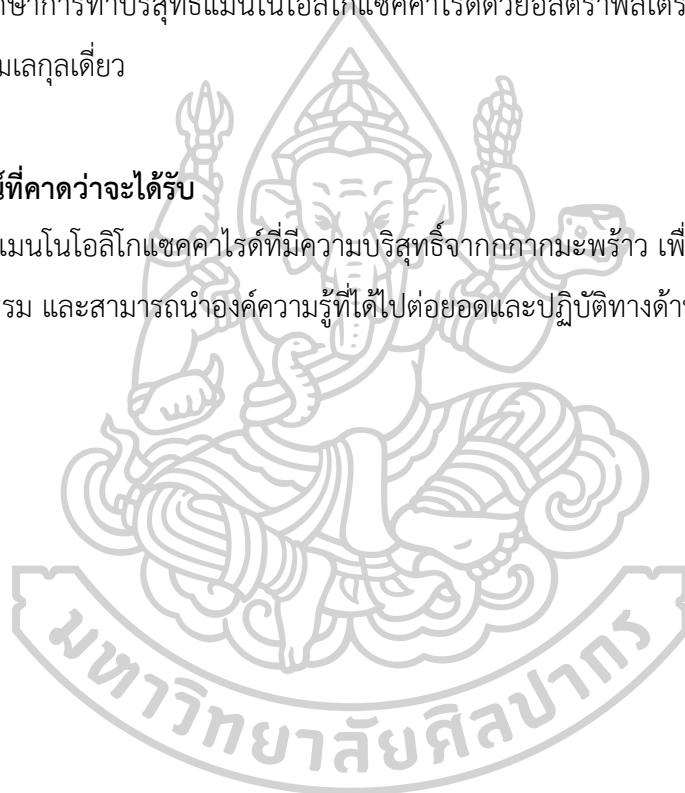 การทำบริสุทธิ์แมนโนโอลิโกแซคคาไรด์ด้วยอัลตราฟิลเตร
มเลกุลเดี่ยว
ที่คาดว่าจะได้รับ
แมนโนโอลิโกแซคคาไรด์ที่มีความบริสุทธิ์จากกกากมะพร้าว เพื่
รรม และสามารถนำองค์ความรู้ที่ได้ไปต่อยอดและปฏิบัติทางด้าน
มหาวิทยาลัยศิลปากร